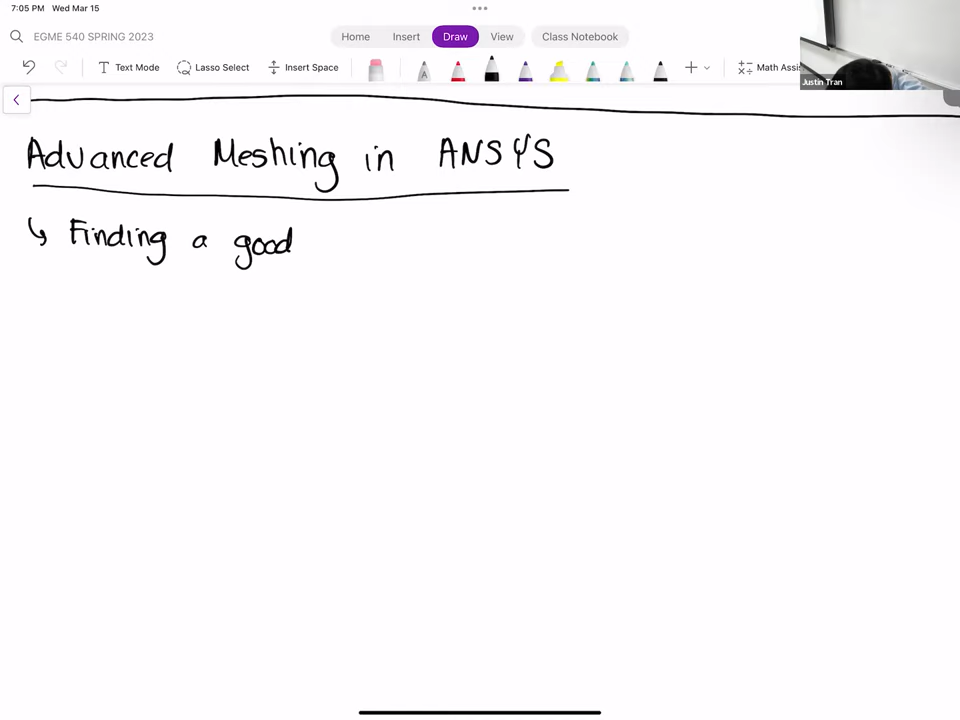 7:05 PM Wed Mar 15
EGME 540 SPRING 2023
Home Insert Draw View Class Notebook
T Text Mode Lasso Select Insert Space A Math Assis
Justin Tran
Advanced Meshing in ANSYS
↳ Finding a good